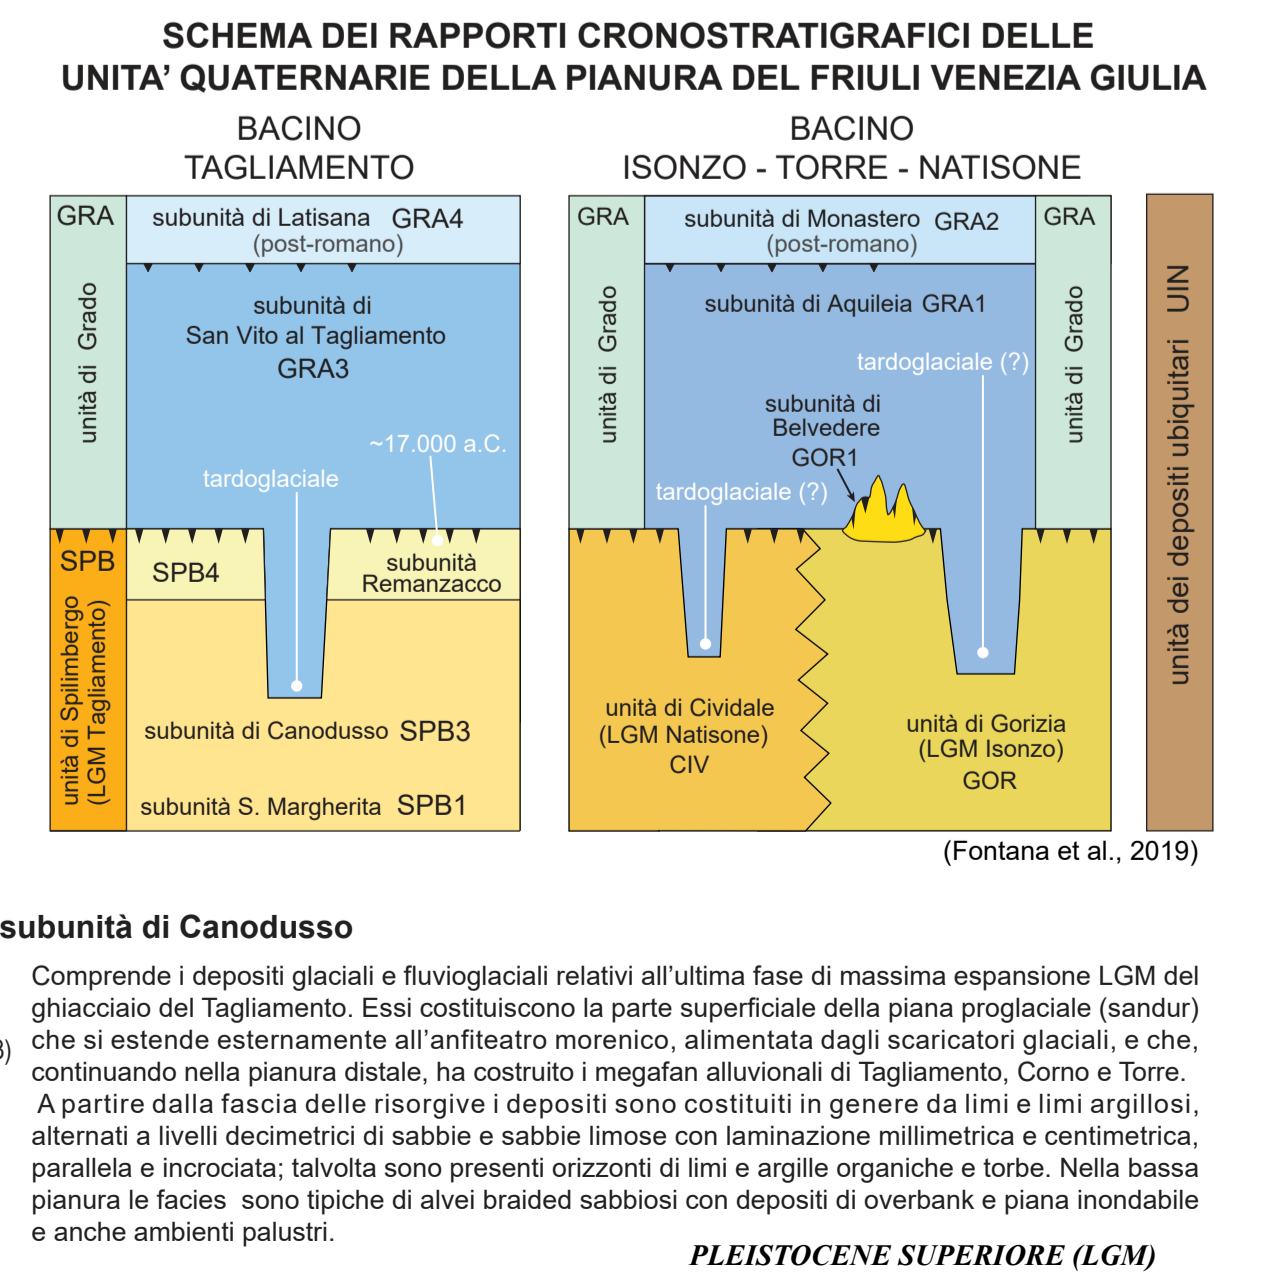 SCHEMA DEI RAPPORTI CRONOSTRATIGRAFICI DELLE
UNITA' QUATERNARIE DELLA PIANURA DEL FRIULI VENEZIA GIULIA
BACINO
TAGLIAMENTO
GRA
unità di Grado
subunità di Latisana GRA4
(post-romano)
subunità di
San Vito al Tagliamento
GRA3
~17.000 a.C.
tardoglaciale
SPB
unità di Spilimbergo
(LGM Tagliamento)
SPB4
subunità
Remanzacco
subunità di Canodusso SPB3
subunità S. Margherita SPB1
BACINO
ISONZO - TORRE - NATISONE
GRA
unità di Grado
subunità di Monastero GRA2
(post-romano)
GRA
unità di Grado
subunità di Aquileia GRA1
tardoglaciale (?)
subunità di
Belvedere
GOR1
tardoglaciale (?)
unità di Cividale
(LGM Natisone)
CIV
unità di Gorizia
(LGM Isonzo)
GOR
unità dei depositi ubiquitari UIN
(Fontana et al., 2019)
subunità di Canodusso
Comprende i depositi glaciali e fluvioglaciali relativi all'ultima fase di massima espansione LGM del
ghiacciaio del Tagliamento. Essi costituiscono la parte superficiale della piana proglaciale (sandur)
che si estende esternamente all'anfiteatro morenico, alimentata dagli scaricatori glaciali, e che,
continuando nella pianura distale, ha costruito i megafan alluvionali di Tagliamento, Corno e Torre.
A partire dalla fascia delle risorgive i depositi sono costituiti in genere da limi e limi argillosi,
alternati a livelli decimetrici di sabbie e sabbie limose con laminazione millimetrica e centimetrica,
parallela e incrociata; talvolta sono presenti orizzonti di limi e argille organiche e torbe. Nella bassa
pianura le facies sono tipiche di alvei braided sabbiosi con depositi di overbank e piana inondabile
e anche ambienti palustri.
PLEISTOCENE SUPERIORE (LGM)